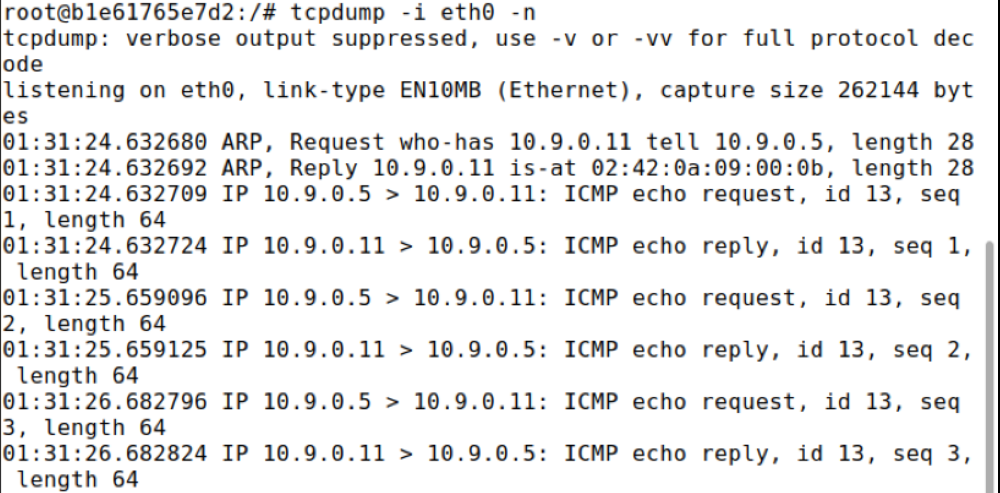 root@b1e61765e7d2:/# tcpdump -i eth0 -n
tcpdump: verbose output suppressed, use -v or -vv for full protocol dec
ode
listening on eth0, link-type EN10MB (Ethernet), capture size 262144 byt
es
01:31:24.632680 ARP, Request who-has 10.9.0.11 tell 10.9.0.5, length 28
01:31:24.632692 ARP, Reply 10.9.0.11 is-at 02:42:0a:09:00:0b, length 28
01:31:24.632709 IP 10.9.0.5 > 10.9.0.11: ICMP echo request, id 13, seq
1, length 64
01:31:24.632724 IP 10.9.0.11 > 10.9.0.5: ICMP echo reply, id 13, seq 1,
 length 64
01:31:25.659096 IP 10.9.0.5 > 10.9.0.11: ICMP echo request, id 13, seq
2, length 64
01:31:25.659125 IP 10.9.0.11 > 10.9.0.5: ICMP echo reply, id 13, seq 2,
 length 64
01:31:26.682796 IP 10.9.0.5 > 10.9.0.11: ICMP echo request, id 13, seq
3, length 64
01:31:26.682824 IP 10.9.0.11 > 10.9.0.5: ICMP echo reply, id 13, seq 3,
 length 64